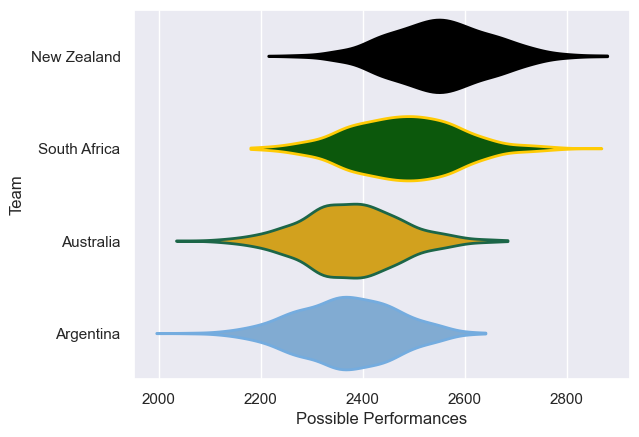 New Zealand
South Africa
Australia
Argentina
Team
2000 2200 2400 2600 2800
Possible Performances